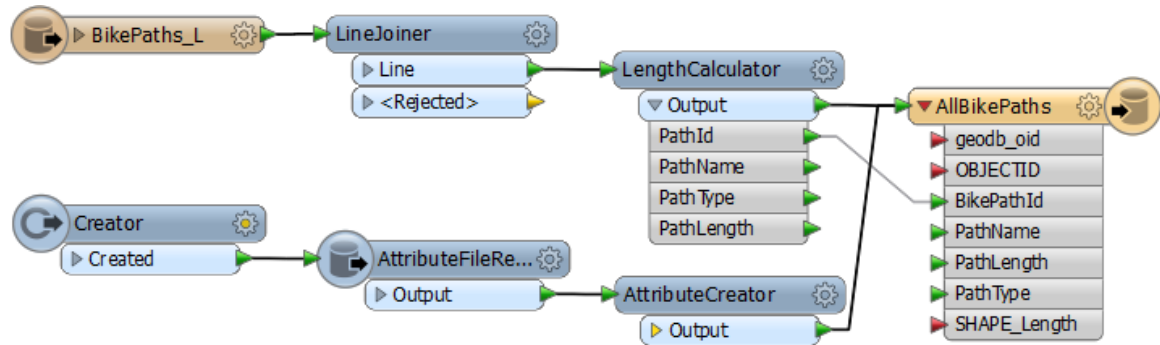 BikePaths_L
LineJoiner
Line
<Rejected>
LengthCalculator
Output
PathId
PathName
PathType
PathLength
AllBikePaths
geodb_oid
OBJECTID
BikePathId
PathName
PathLength
PathType
SHAPE_Length
Creator
Created
AttributeFileRe...
Output
AttributeCreator
Output